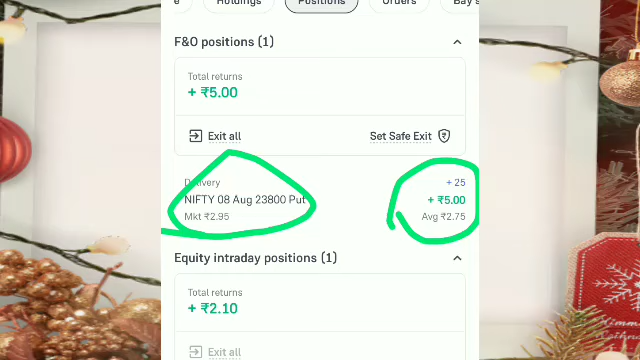 Holdings
Positions
Orders
F&O positions (1)
Total returns
+ ₹5.00
Exit all
Set Safe Exit
Delivery
+ 25
NIFTY 08 Aug 23800 Put
+ ₹5.00
Mkt ₹2.95
Avg ₹2.75
Equity intraday positions (1)
Total returns
+ ₹2.10
Exit all